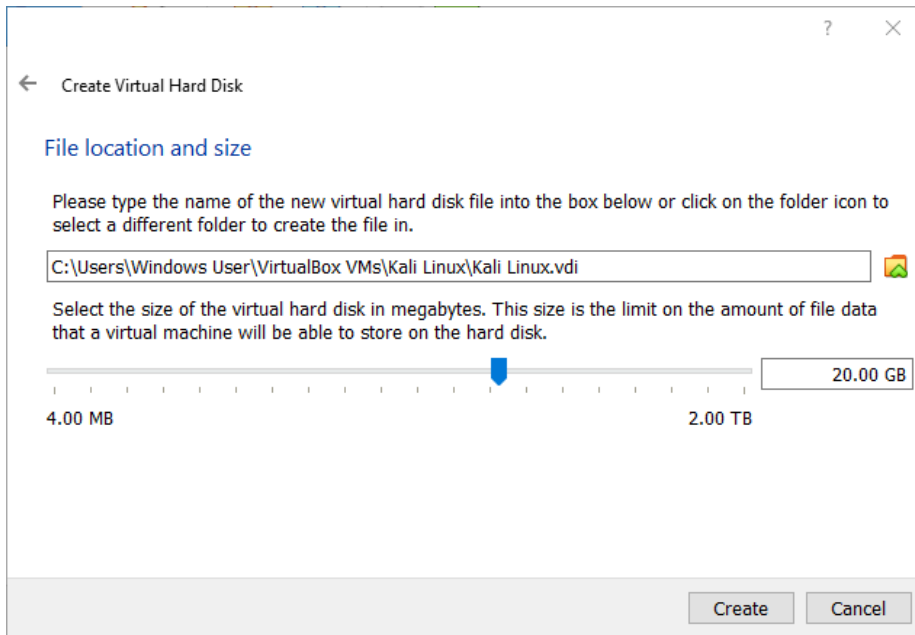 ?
Create Virtual Hard Disk
File location and size
Please type the name of the new virtual hard disk file into the box below or click on the folder icon to
select a different folder to create the file in.
C:\Users\Windows User\VirtualBox VMs\Kali Linux\Kali Linux.vdi
Select the size of the virtual hard disk in megabytes. This size is the limit on the amount of file data
that a virtual machine will be able to store on the hard disk.
20.00 GB
4.00 MB 2.00 TB
Create Cancel